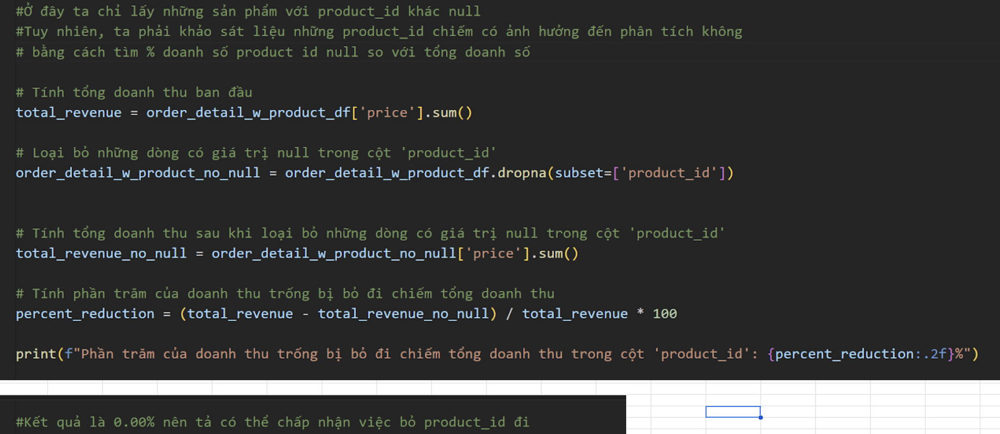 #Ở đây ta chỉ lấy những sản phẩm với product_id khác null
#Tuy nhiên, ta phải khảo sát liệu những product_id chiếm có ảnh hưởng đến phân tích không
# bằng cách tìm % doanh số product id null so với tổng doanh số
# Tính tổng doanh thu ban đầu
total_revenue = order_detail_w_product_df['price'].sum()
# Loại bỏ những dòng có giá trị null trong cột 'product_id'
order_detail_w_product_no_null = order_detail_w_product_df.dropna(subset=['product_id'])
# Tính tổng doanh thu sau khi loại bỏ những dòng có giá trị null trong cột 'product_id'
total_revenue_no_null = order_detail_w_product_no_null['price'].sum()
# Tính phần trăm của doanh thu trống bị bỏ đi chiếm tổng doanh thu
percent_reduction = (total_revenue - total_revenue_no_null) / total_revenue * 100
print(f"Phần trăm của doanh thu trống bị bỏ đi chiếm tổng doanh thu trong cột 'product_id': {percent_reduction:.2f}%")
#Kết quả là 0.00% nên tả có thể chấp nhận việc bỏ product_id đi